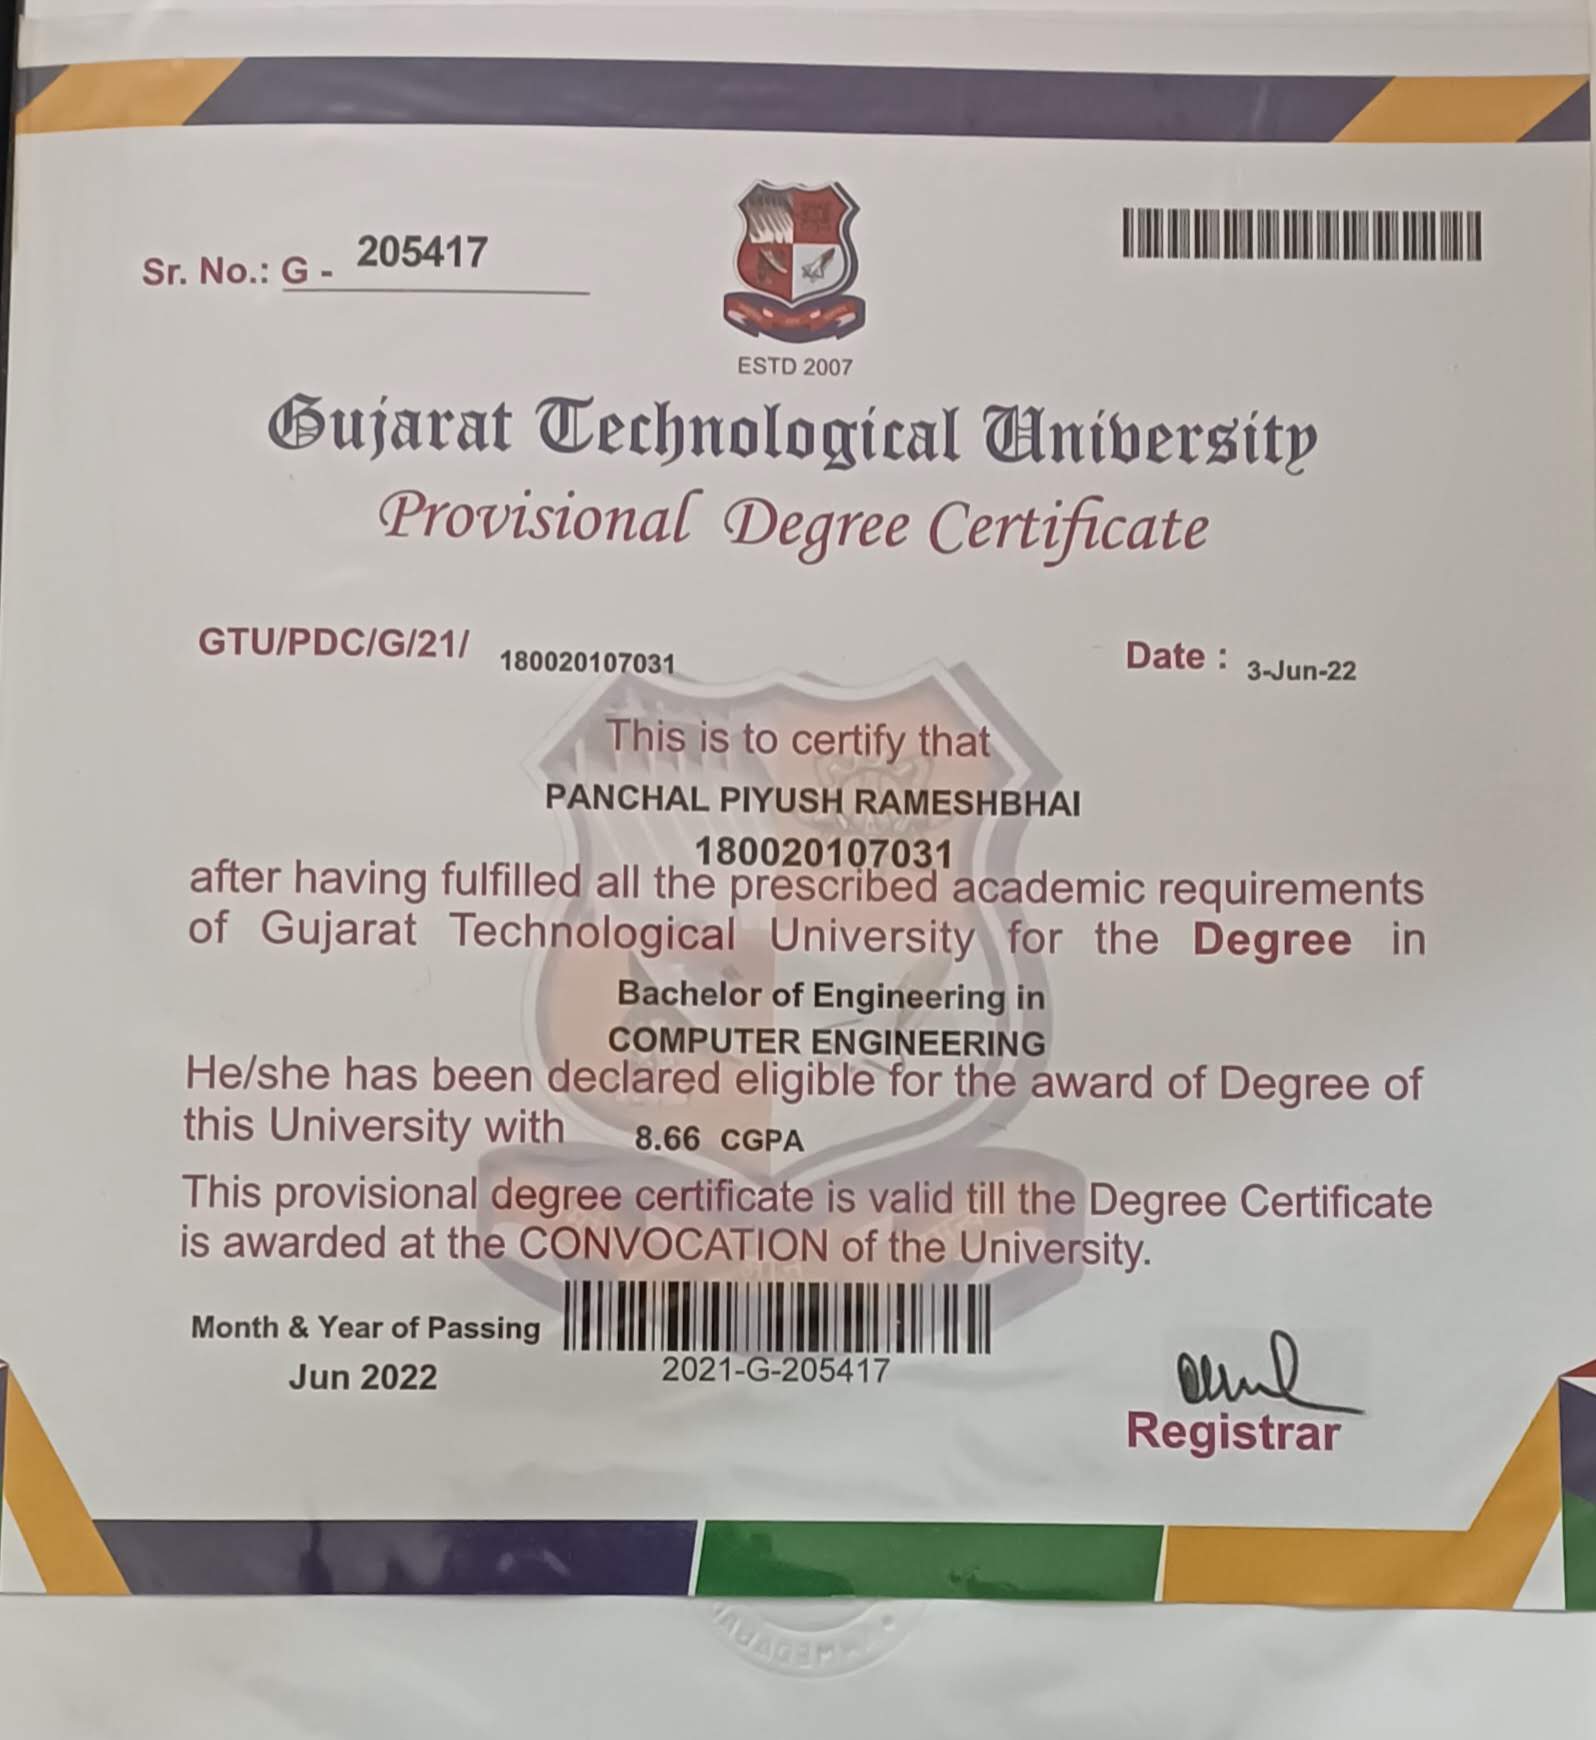 Sr. No.: G - 205417
ESTD 2007
Gujarat Technological University
Provisional Degree Certificate
GTU/PDC/G/21/ 180020107031
Date : 3-Jun-22
This is to certify that
PANCHAL PIYUSH RAMESHBHAI
180020107031
after having fulfilled all the prescribed academic requirements
of Gujarat Technological University for the Degree in
Bachelor of Engineering in
COMPUTER ENGINEERING
He/she has been declared eligible for the award of Degree of
this University with 8.66 CGPA
This provisional degree certificate is valid till the Degree Certificate
is awarded at the CONVOCATION of the University.
Month & Year of Passing
Jun 2022
2021-G-205417
Registrar